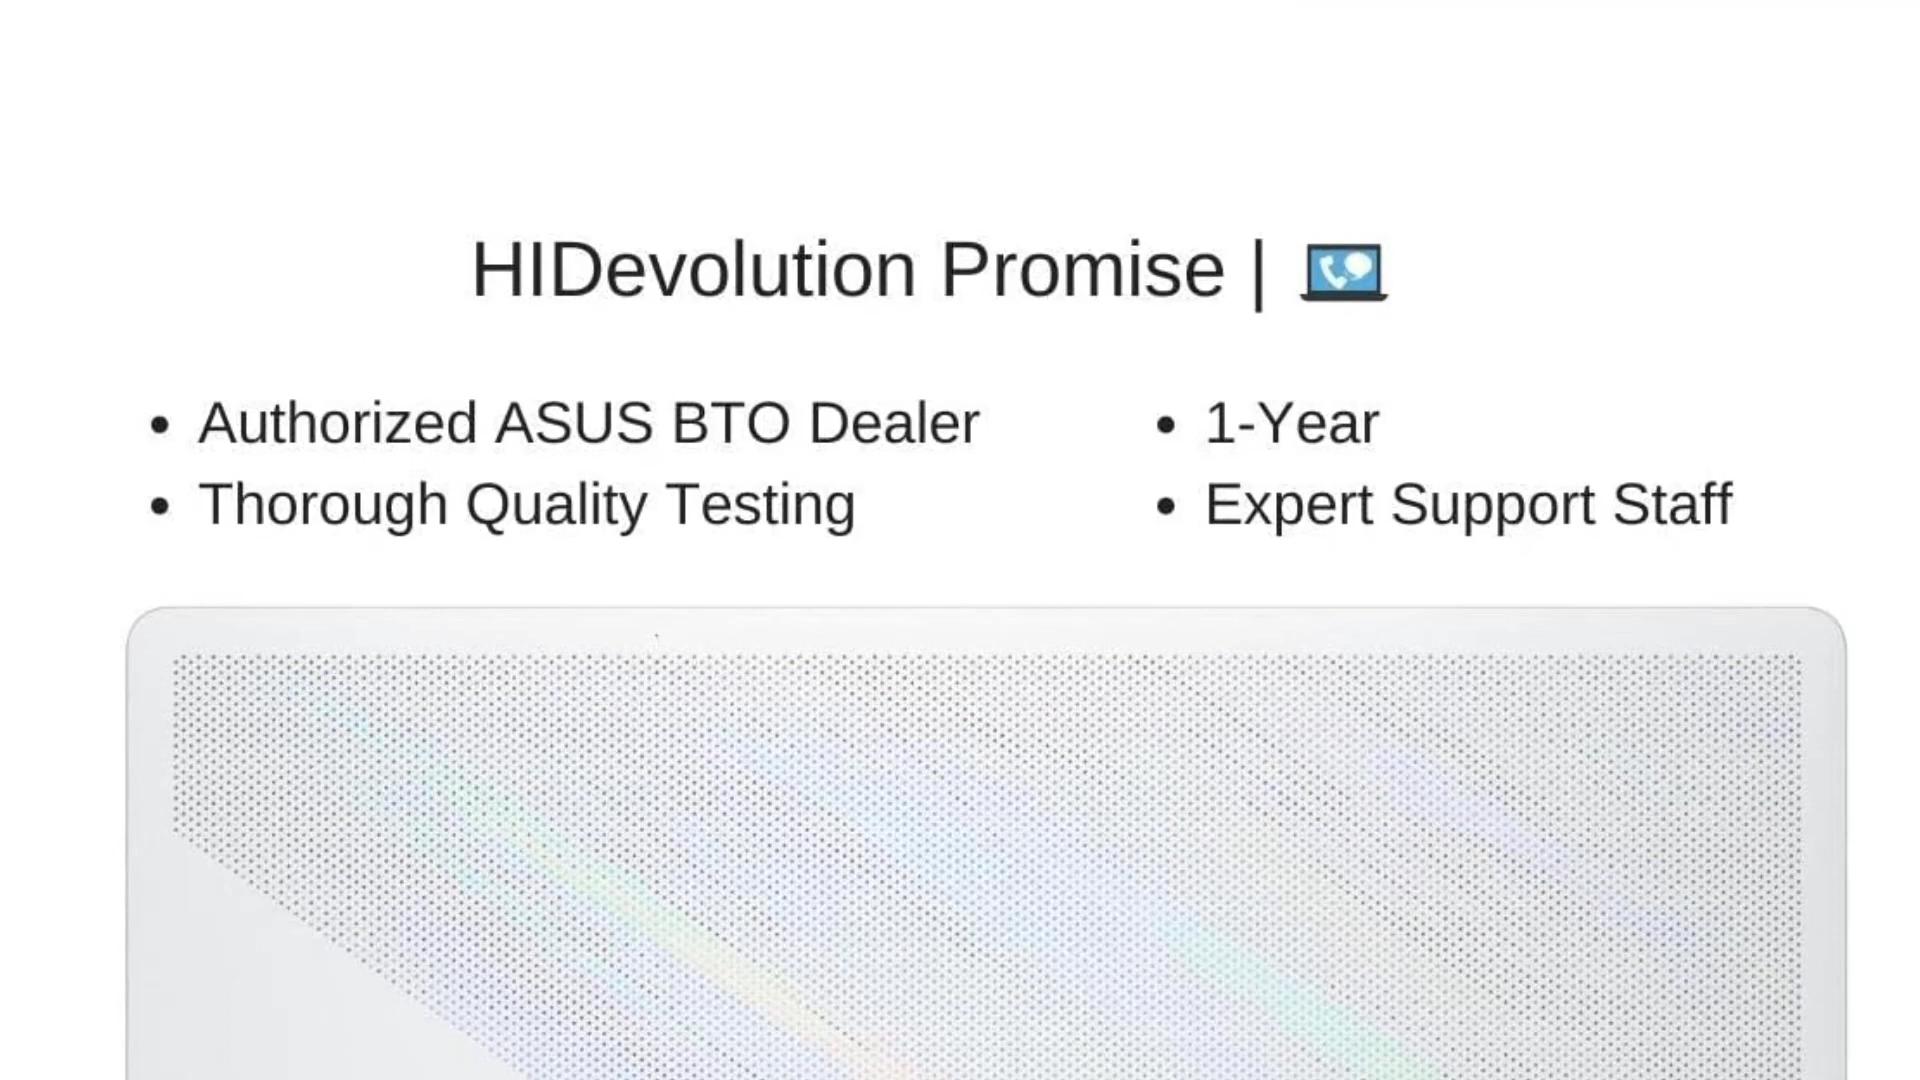 HIDevolution Promise |
• Authorized ASUS BTO Dealer
• Thorough Quality Testing
• 1-Year
• Expert Support Staff